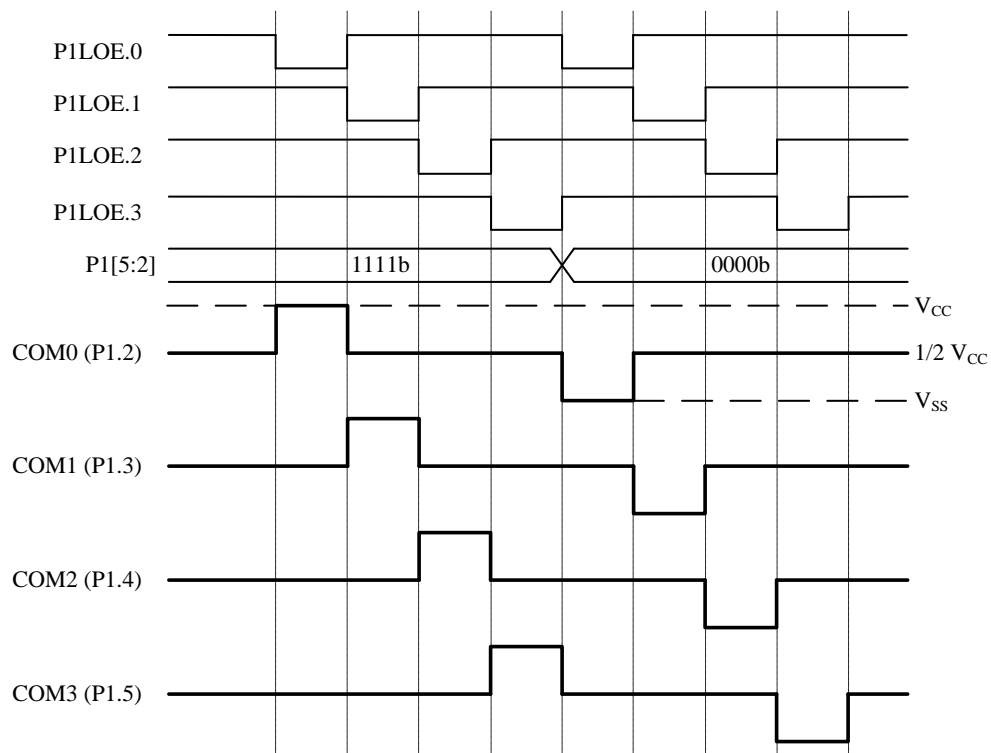 P1LOE.0
P1LOE.1
P1LOE.2
P1LOE.3
P1[5:2] 1111b 0000b
V_CC
COM0 (P1.2) 1/2 V_CC
V_SS
COM1 (P1.3)
COM2 (P1.4)
COM3 (P1.5)